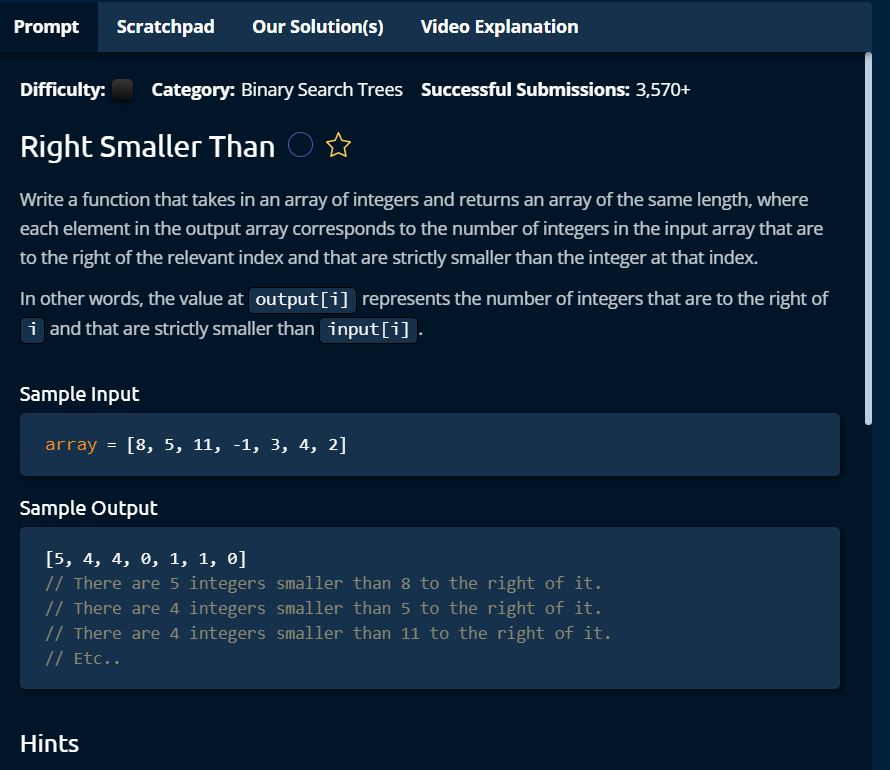 Prompt Scratchpad Our Solution(s) Video Explanation
Difficulty: Category: Binary Search Trees Successful Submissions: 3,570+
Right Smaller Than
Write a function that takes in an array of integers and returns an array of the same length, where
each element in the output array corresponds to the number of integers in the input array that are
to the right of the relevant index and that are strictly smaller than the integer at that index.
In other words, the value at output[i] represents the number of integers that are to the right of
i and that are strictly smaller than input[i].
Sample Input
array = [8, 5, 11, -1, 3, 4, 2]
Sample Output
[5, 4, 4, 0, 1, 1, 0]
// There are 5 integers smaller than 8 to the right of it.
// There are 4 integers smaller than 5 to the right of it.
// There are 4 integers smaller than 11 to the right of it.
// Etc..
Hints